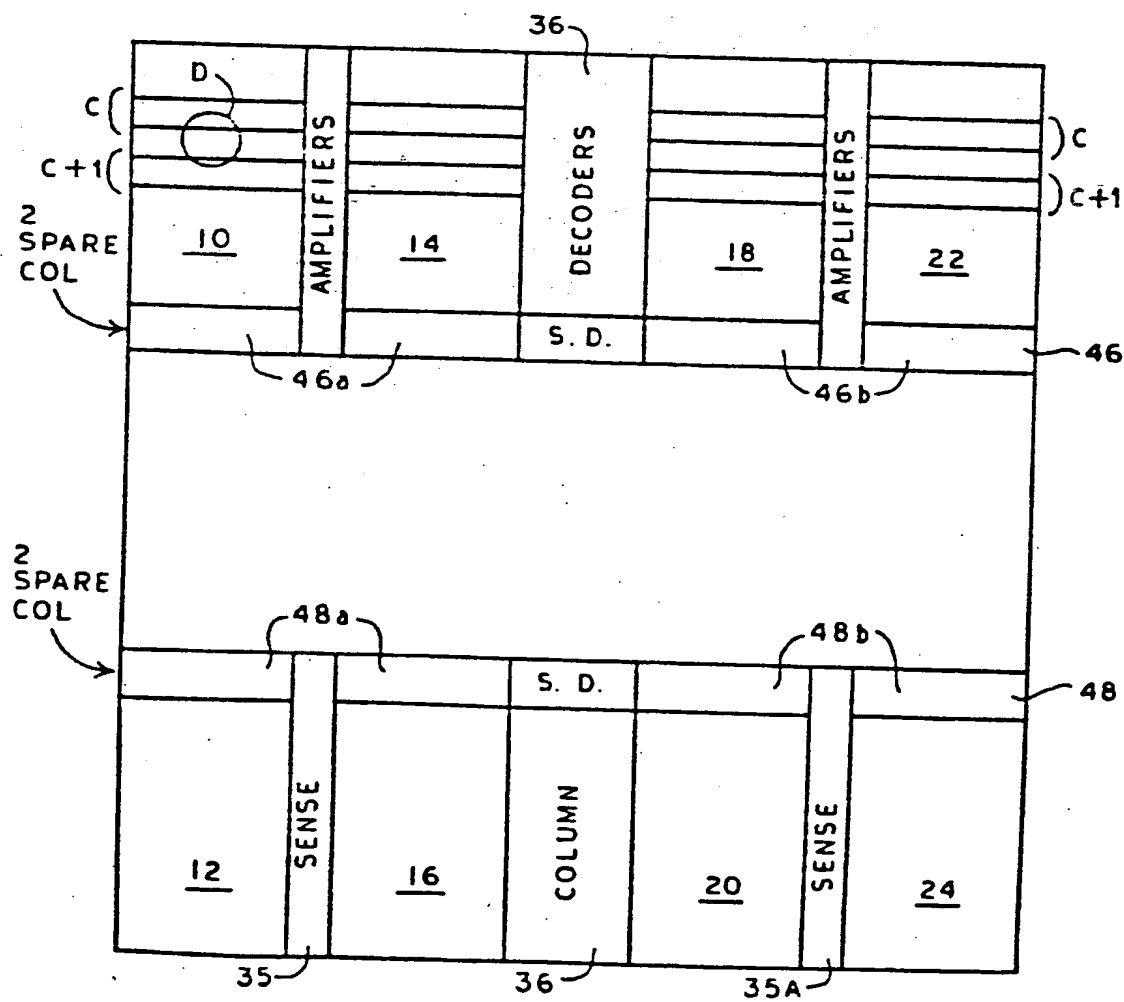 36
D
C
C
C+1
C+1
AMPLIFIERS
DECODERS
AMPLIFIERS
2
SPARE
COL
10
14
18
22
S. D.
46
46a
46b
2
SPARE
COL
48a
48b
S. D.
48
SENSE
COLUMN
SENSE
12
16
20
24
35
36
35A